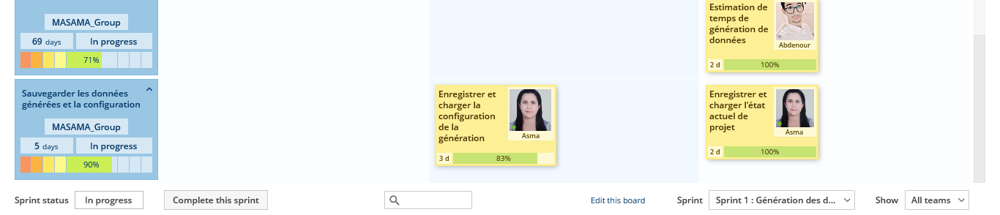 MASAMA_Group
69 days
In progress
71%
Estimation de
temps de
génération de
données
Abdenour
2 d
100%
Sauvegarder les données
générées et la configuration
MASAMA_Group
5 days
In progress
90%
Enregistrer et
charger la
configuration
de la
génération
Asma
3 d
83%
Enregistrer et
charger l'état
actuel de
projet
Asma
2 d
100%
Sprint status
In progress
Complete this sprint
Edit this board
Sprint
Sprint 1 : Génération des d...
Show
All teams